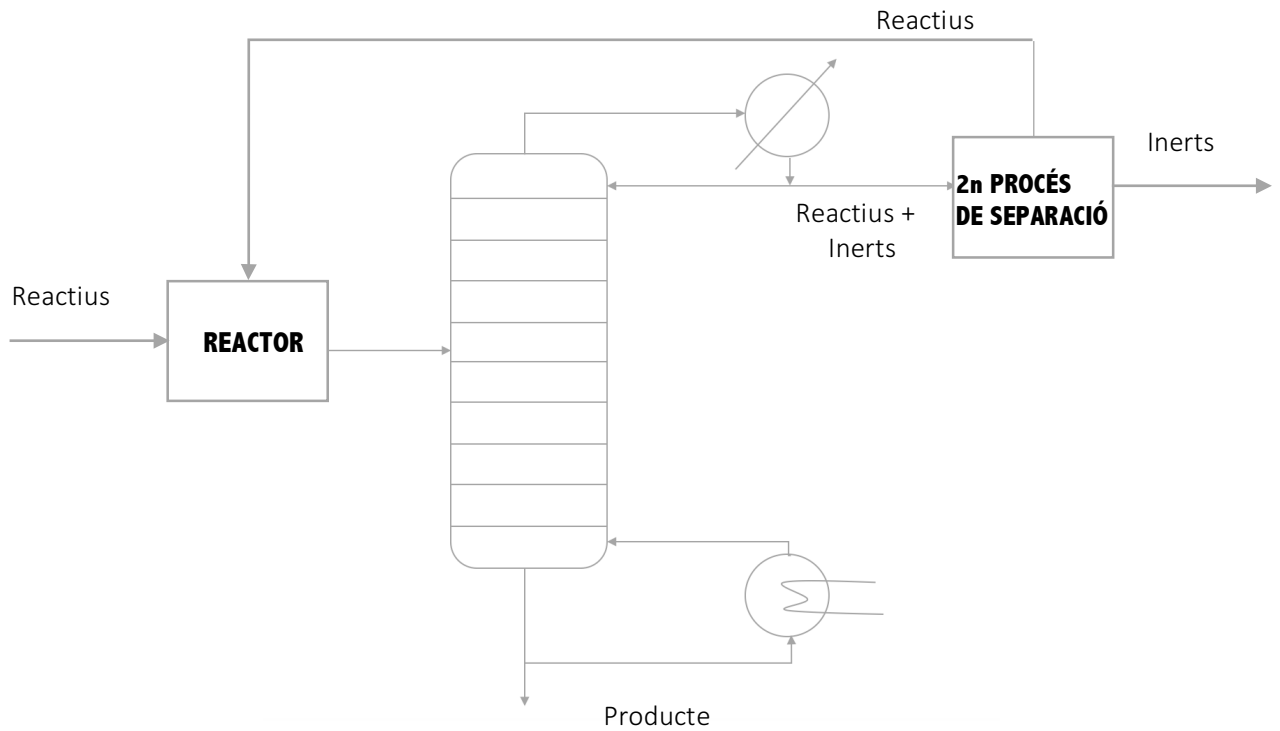 Reactius
Inerts
2n PROCÉS
DE SEPARACIÓ
Reactius +
Inerts
Reactius
REACTOR
Producte